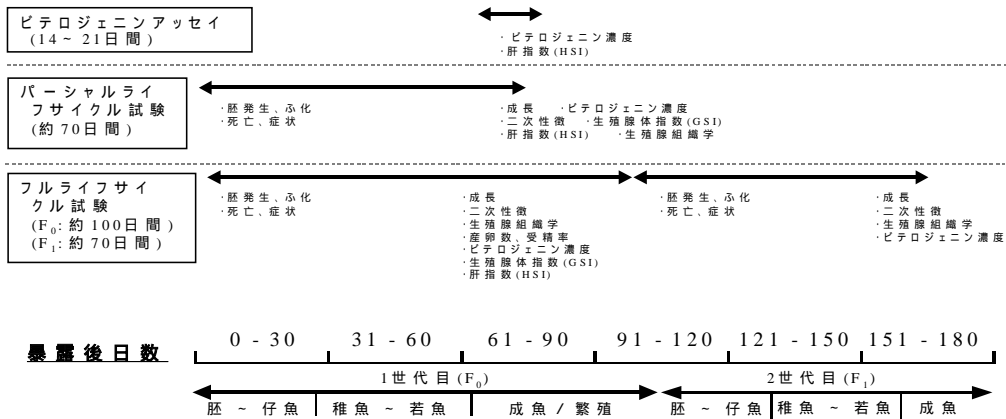 ビテロジェニンアッセイ
(14~ 21日間)
・ビテロジェニン濃度
・肝指数(HSI)
パーシャルライ
フサイクル試験
(約70日間)
・胚発生、ふ化
・死亡、症状
・成長 ・ビテロジェニン濃度
・二次性徴 ・生殖腺体指数(GSI)
・肝指数(HSI) ・生殖腺組織学
フルライフサイ
クル試験
(F₀:約100日間)
(F₁:約70日間)
・胚発生、ふ化
・死亡、症状
・成長
・二次性徴
・生殖腺組織学
・産卵数、受精率
・ビテロジェニン濃度
・生殖腺体指数(GSI)
・肝指数(HSI)
・胚発生、ふ化
・死亡、症状
・成長
・二次性徴
・生殖腺組織学
・ビテロジェニン濃度
暴露後日数 0 - 30 31 - 60 61 - 90 91 - 120 121 - 150 151 - 180
1世代目(F₀) 2世代目(F₁)
胚 ~ 仔魚 稚魚 ~ 若魚 成魚 / 繁殖 胚 ~ 仔魚 稚魚 ~ 若魚 成魚